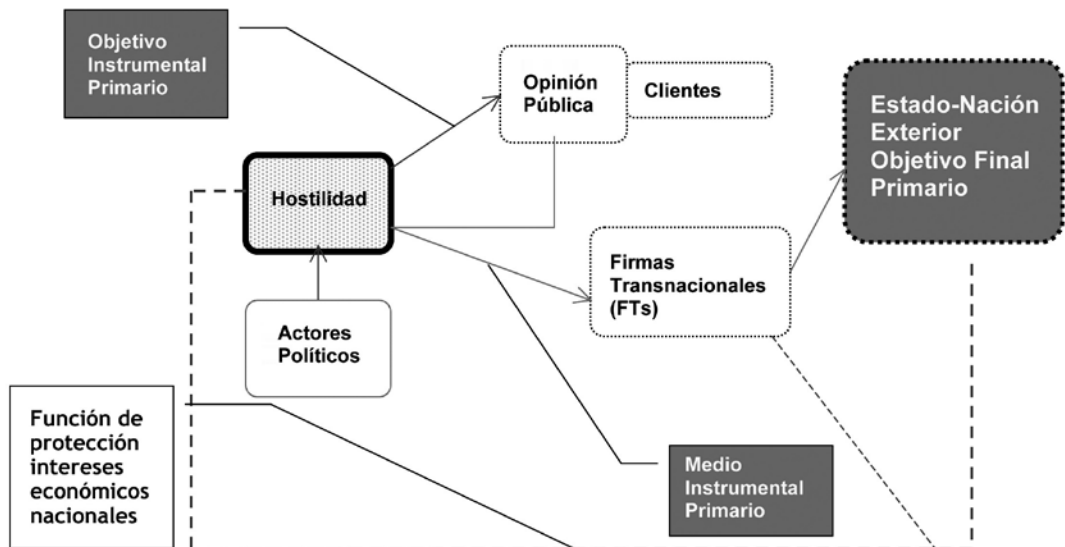 Objetivo
Instrumental
Primario
Opinión
Pública
Clientes
Estado-Nación
Exterior
Objetivo Final
Primario
Hostilidad
Firmas
Transnacionales
(FTs)
Actores
Políticos
Función de
protección
intereses
económicos
nacionales
Medio
Instrumental
Primario